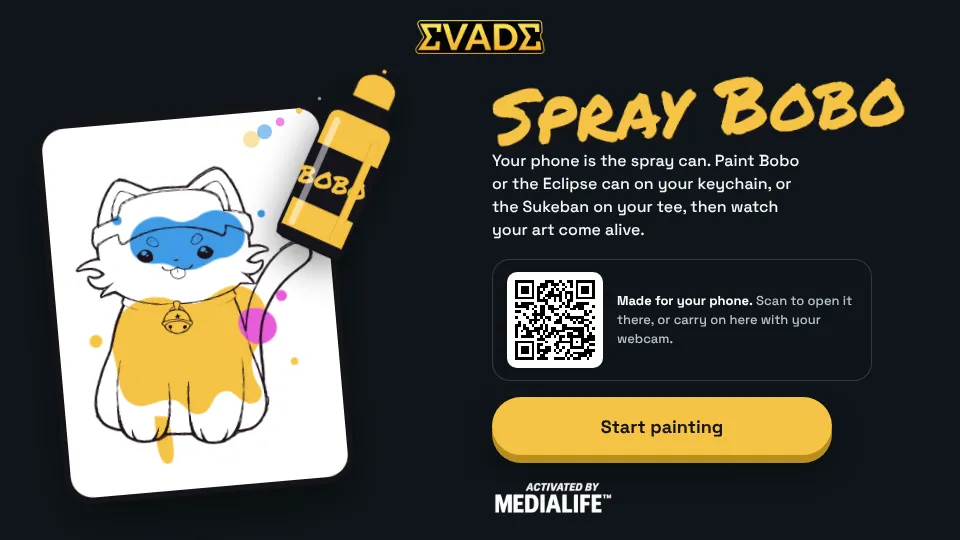 ΣVADΣ
SPRAY BOBO
Your phone is the spray can. Paint Bobo
or the Eclipse can on your keychain, or
the Sukeban on your tee, then watch
your art come alive.
BOBO
Made for your phone. Scan to open it
there, or carry on here with your
webcam.
Start painting
ACTIVATED BY
MEDIALIFE™